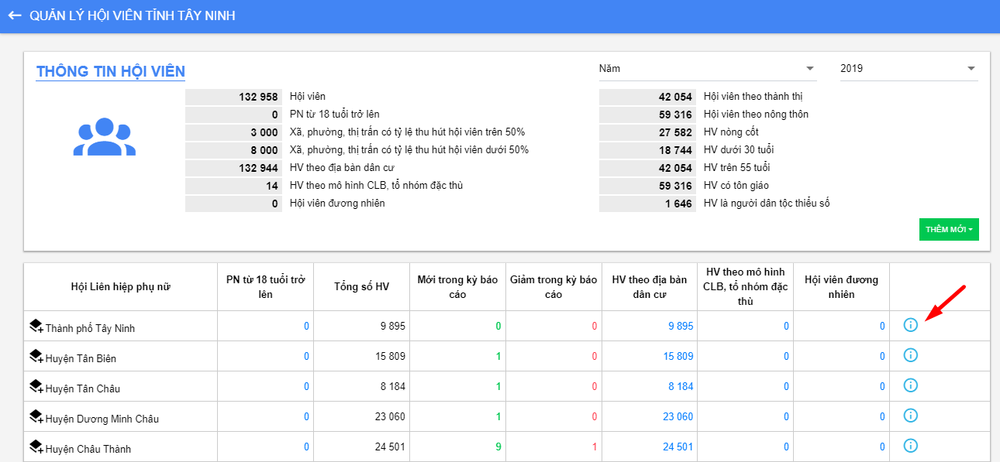 QUẢN LÝ HỘI VIÊN TỈNH TÂY NINH
THÔNG TIN HỘI VIÊN
Năm
2019
132 958 Hội viên
0 PN từ 18 tuổi trở lên
3 000 Xã, phường, thị trấn có tỷ lệ thu hút hội viên trên 50%
8 000 Xã, phường, thị trấn có tỷ lệ thu hút hội viên dưới 50%
132 944 HV theo địa bàn dân cư
14 HV theo mô hình CLB, tổ nhóm đặc thù
0 Hội viên đương nhiên
42 054 Hội viên theo thành thị
59 316 Hội viên theo nông thôn
27 582 HV nòng cốt
18 744 HV dưới 30 tuổi
42 054 HV trên 55 tuổi
59 316 HV có tôn giáo
1 646 HV là người dân tộc thiểu số
THÊM MỚI
Hội Liên hiệp phụ nữ
PN từ 18 tuổi trở
lên
Tổng số HV
Mới trong kỳ báo
cáo
Giảm trong kỳ báo
cáo
HV theo địa bàn
dân cư
HV theo mô hình
CLB, tổ nhóm đặc
thù
Hội viên đương
nhiên
Thành phố Tây Ninh 0 9 895 0 0 9 895 0 0
Huyện Tân Biên 0 15 809 1 0 15 809 0 0
Huyện Tân Châu 0 8 184 1 0 8 184 0 0
Huyện Dương Minh Châu 0 23 060 1 0 23 060 0 0
Huyện Châu Thành 0 24 501 9 1 24 501 0 0